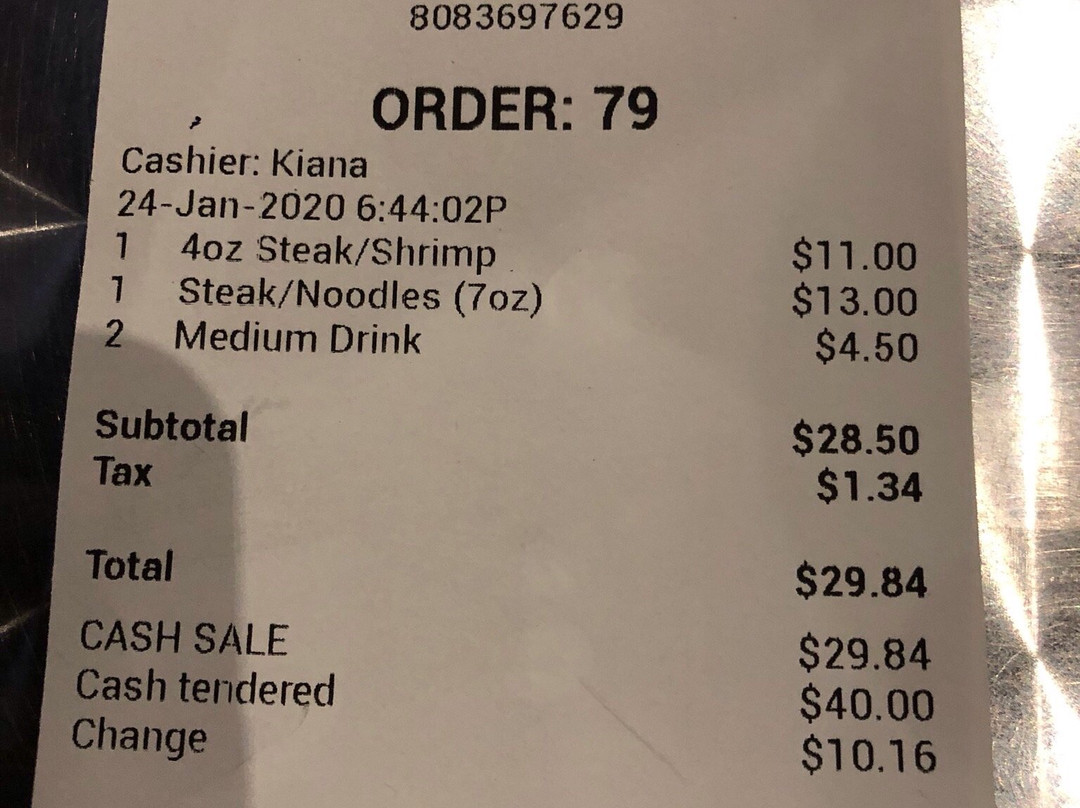 8083697629
ORDER: 79
Cashier: Kiana
24-Jan-2020 6:44:02P
1 4oz Steak/Shrimp $11.00
1 Steak/Noodles (7oz) $13.00
2 Medium Drink $4.50
Subtotal $28.50
Tax $1.34
Total $29.84
CASH SALE $29.84
Cash tendered $40.00
Change $10.16